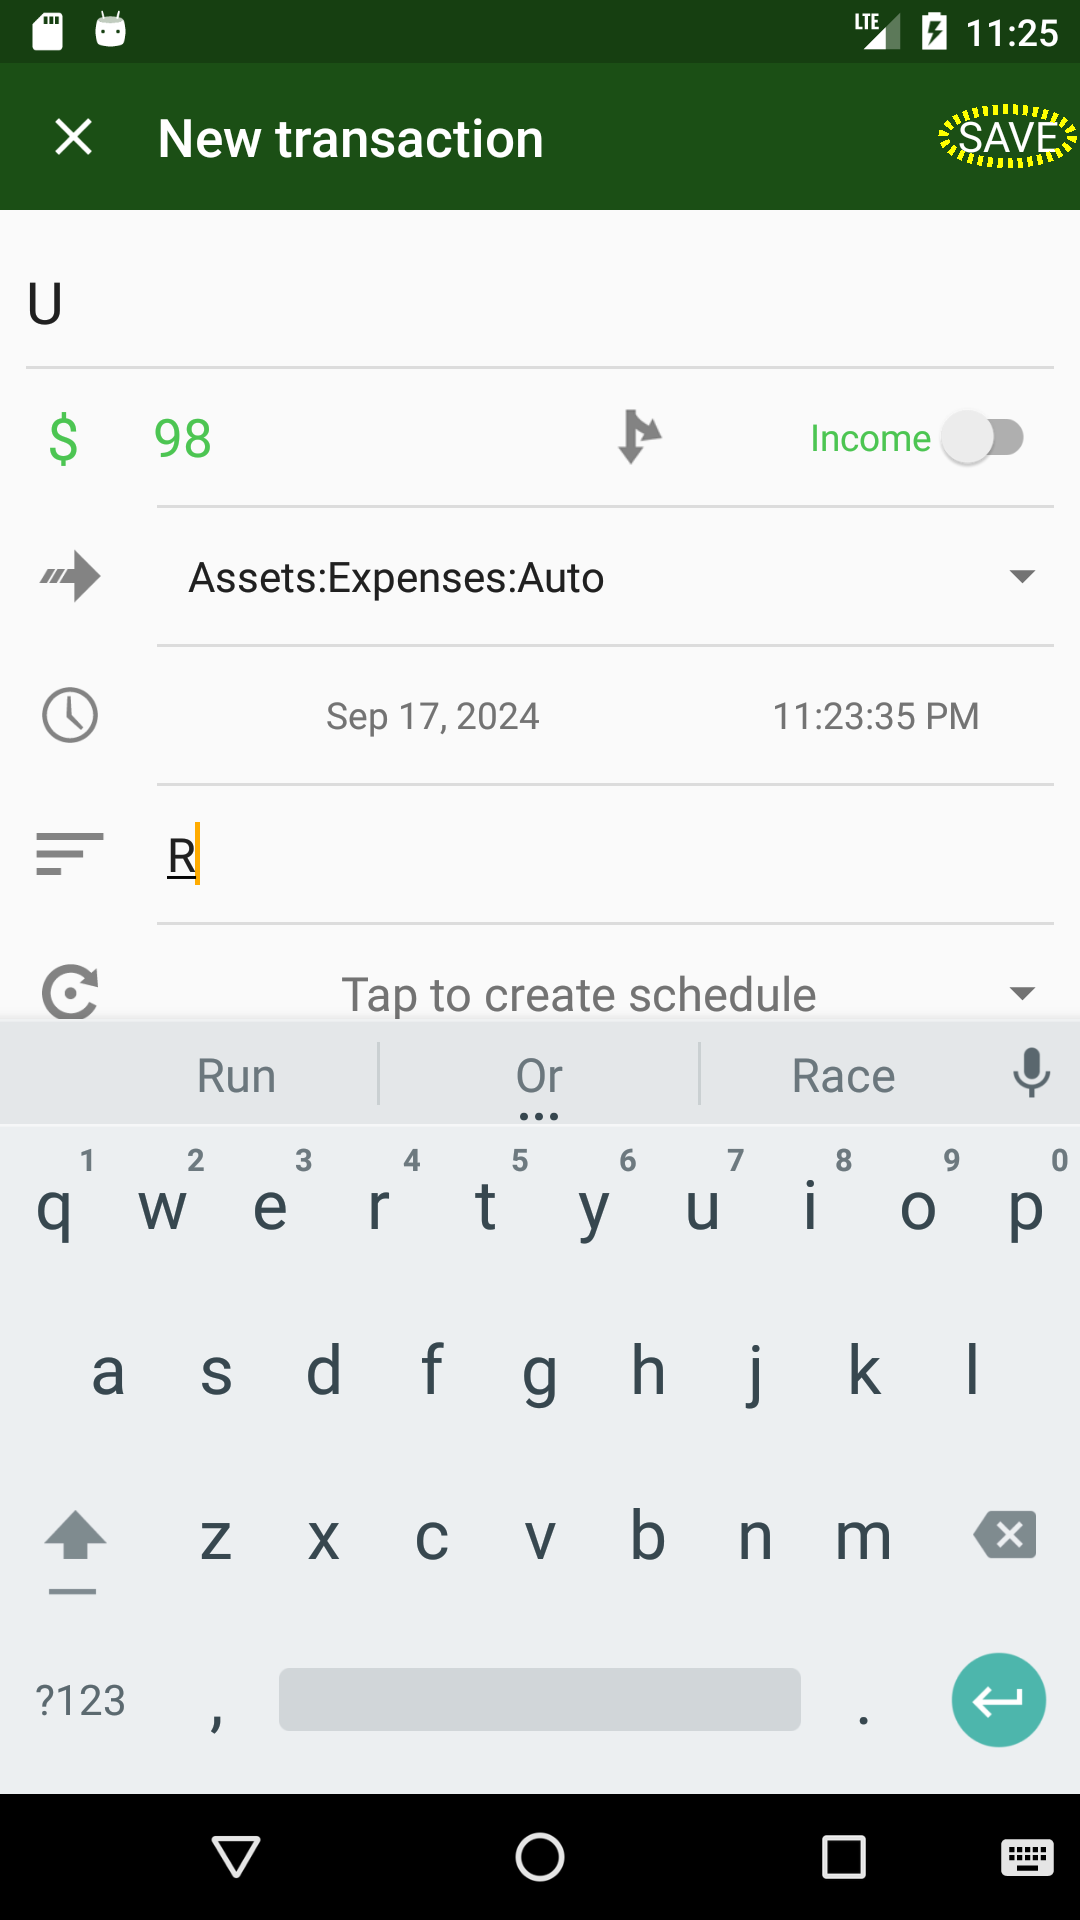 LTE 11:25
New transaction SAVE
U
$ 98 Income
Assets:Expenses:Auto
Sep 17, 2024 11:23:35 PM
R
Tap to create schedule
Run Or Race
1 2 3 4 5 6 7 8 9 0
q w e r t y u i o p
a s d f g h j k l
z x c v b n m
?123 , .